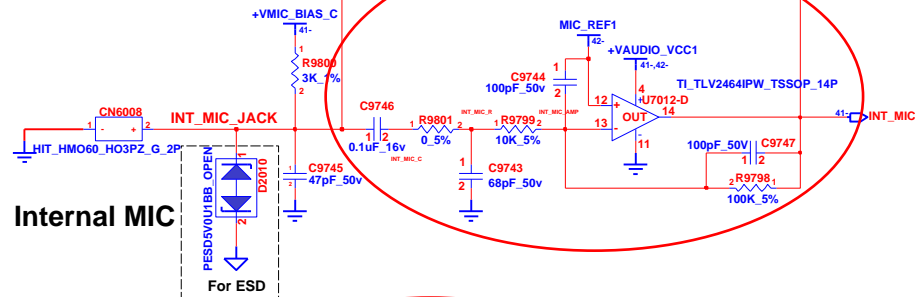 +VMIC_BIAS_C
41-
1
R9800
3K_1%
2
MIC_REF1
42-
+VAUDIO_VCC1
41-,42-
1
C9744
100pF_50v
2
TI_TLV2464IPW_TSSOP_14P
4
U7012-D
12
+
OUT
14
13
-
11
CN6008
1
-
+
2
HIT_HMO60_HO3PZ_G_2P
INT_MIC_JACK
C9746
1
2
0.1uF_16v
INT_MIC_C
1
R9801
2
0_5%
INT_MIC_R
1
R9799
2
10K_5%
INT_MIC_AMP
41-
INT_MIC
100pF_50V
C9747
1
2
2
R9798
1
100K_5%
1
C9745
2
47pF_50v
1
C9743
2
68pF_50v
1
D2010
2
PESD5V0U1BB_OPEN
Internal MIC
For ESD